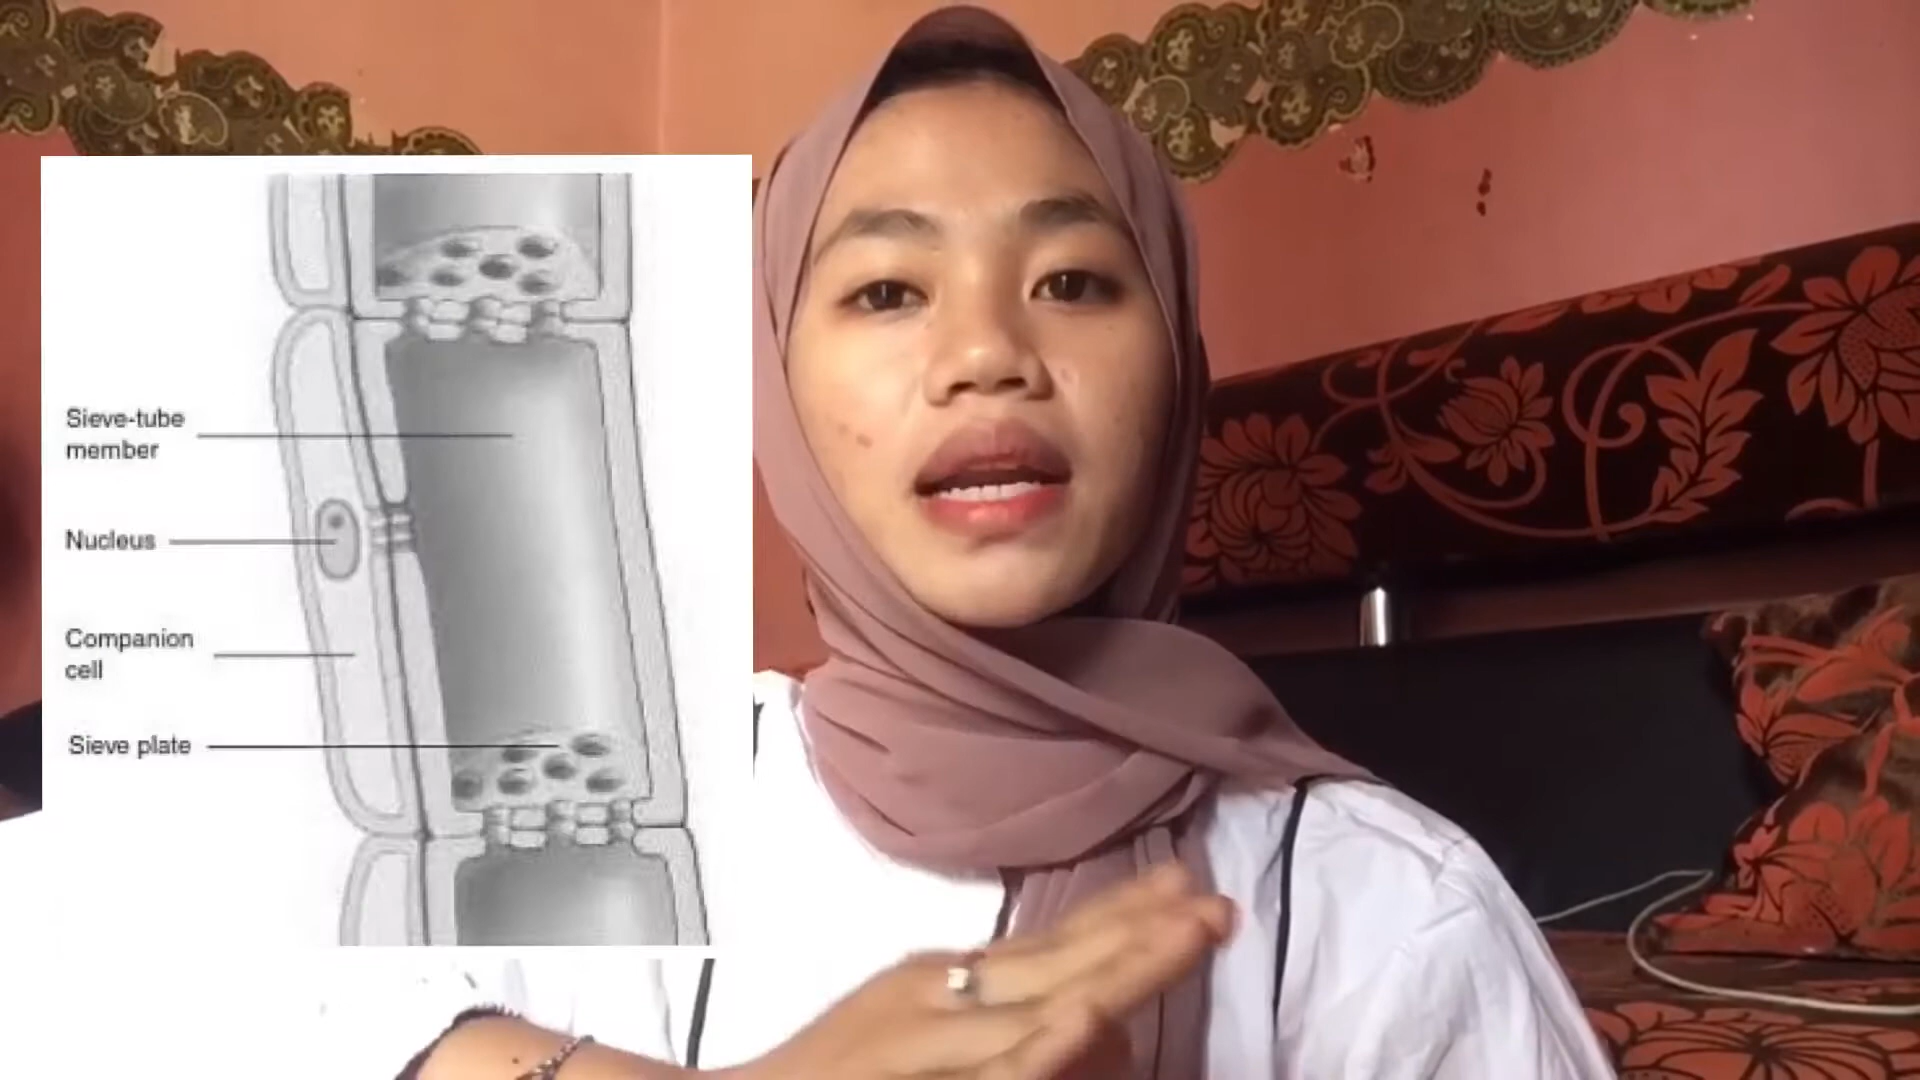 Sieve-tube
member
Nucleus
Companion
cell
Sieve plate